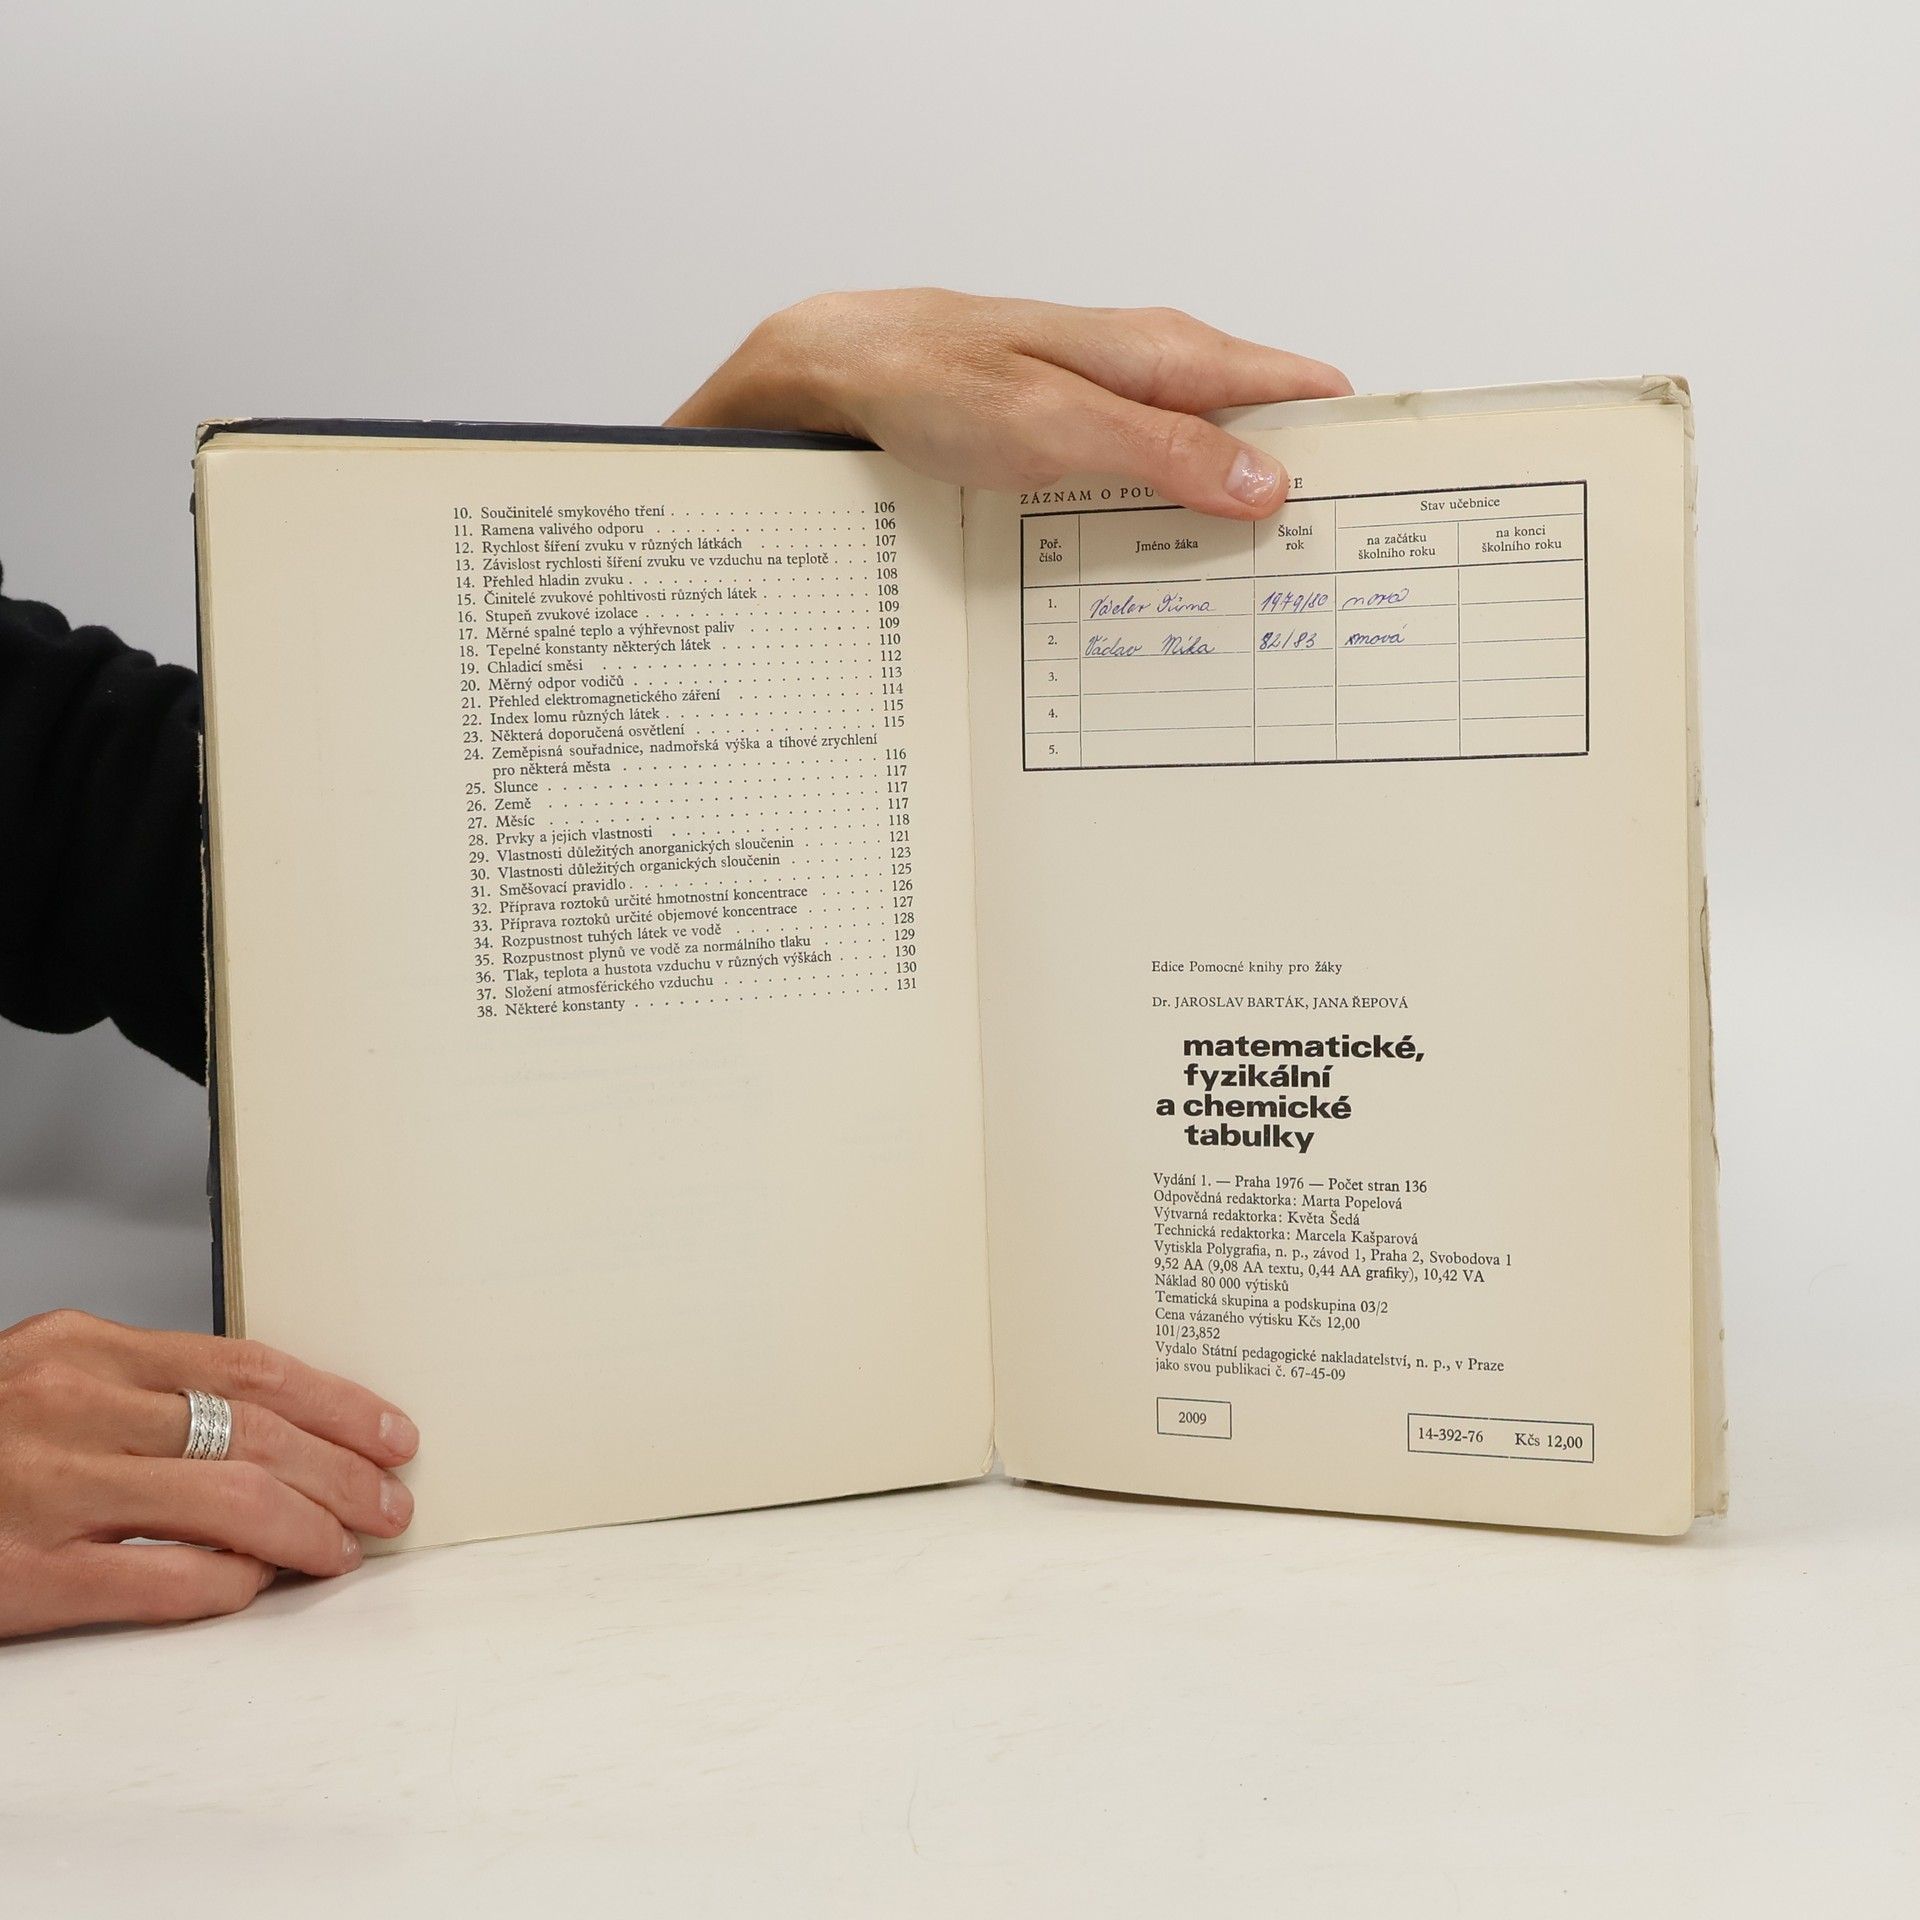 10. Součinitelé smykového tření . . . . . . . . . . . . . . . 106
11. Ramena valivého odporu . . . . . . . . . . . . . . . 106
12. Rychlost šíření zvuku v různých látkách . . . . . . . . 107
13. Závislost rychlosti šíření zvuku ve vzduchu na teplotě . . . 107
14. Přehled hladin zvuku . . . . . . . . . . . . . . . . . 108
15. Činitelé zvukové pohltivosti různých látek . . . . . . . . 108
16. Stupeň zvukové izolace . . . . . . . . . . . . . . . . 109
17. Měrné spalné teplo a výhřevnost paliv . . . . . . . . . 109
18. Tepelné konstanty některých látek . . . . . . . . . . . 110
19. Chladicí směsi . . . . . . . . . . . . . . . . . . . 112
20. Měrný odpor vodičů . . . . . . . . . . . . . . . . . 113
21. Přehled elektromagnetického záření . . . . . . . . . . 114
22. Index lomu různých látek . . . . . . . . . . . . . . . 115
23. Některá doporučená osvětlení . . . . . . . . . . . . . 115
24. Zeměpisná souřadnice, nadmořská výška a tíhové zrychlení
pro některá města . . . . . . . . . . . . . . . . . . 116
25. Slunce . . . . . . . . . . . . . . . . . . . . . . 117
26. Země . . . . . . . . . . . . . . . . . . . . . . 117
27. Měsíc . . . . . . . . . . . . . . . . . . . . . . 117
28. Prvky a jejich vlastnosti . . . . . . . . . . . . . . 118
29. Vlastnosti důležitých anorganických sloučenin . . . . . . 121
30. Vlastnosti důležitých organických sloučenin . . . . . . . 123
31. Směšovací pravidlo . . . . . . . . . . . . . . . . . 125
32. Příprava roztoků určité hmotnostní koncentrace . . . . . 126
33. Příprava roztoků určité objemové koncentrace . . . . . . 127
34. Rozpustnost tuhých látek ve vodě . . . . . . . . . . . 128
35. Rozpustnost plynů ve vodě za normálního tlaku . . . . . 129
36. Tlak, teplota a hustota vzduchu v různých výškách . . . . 130
37. Složení atmosférického vzduchu . . . . . . . . . . . . 130
38. Některé konstanty . . . . . . . . . . . . . . . . . . 131
ZÁZNAM O
Poř. číslo Jméno žáka Školní rok Stav učebnice
na začátku školního roku na konci školního roku
1. 1979/80 nová
2. Václav Míka 82/83
3.
4.
5.
Edice Pomocné knihy pro žáky
Dr. JAROSLAV BARTÁK, JANA ŘEPOVÁ
matematické,
fyzikální
a chemické
tabulky
Vydání 1. — Praha 1976 — Počet stran 136
Odpovědná redaktorka: Marta Popelová
Výtvarná redaktorka: Květa Šedá
Technická redaktorka: Marcela Kašparová
Vytiskla Polygrafia, n. p., závod 1, Praha 2, Svobodova 1
9,52 AA (9,08 AA textu, 0,44 AA grafiky), 10,42 VA
Náklad 80 000 výtisků
Tematická skupina a podskupina 03/2
Cena vázaného výtisku Kčs 12,00
101/23,852
Vydalo Státní pedagogické nakladatelství, n. p., v Praze
jako svou publikaci č. 67-45-09
2009
14-392-76 Kčs 12,00